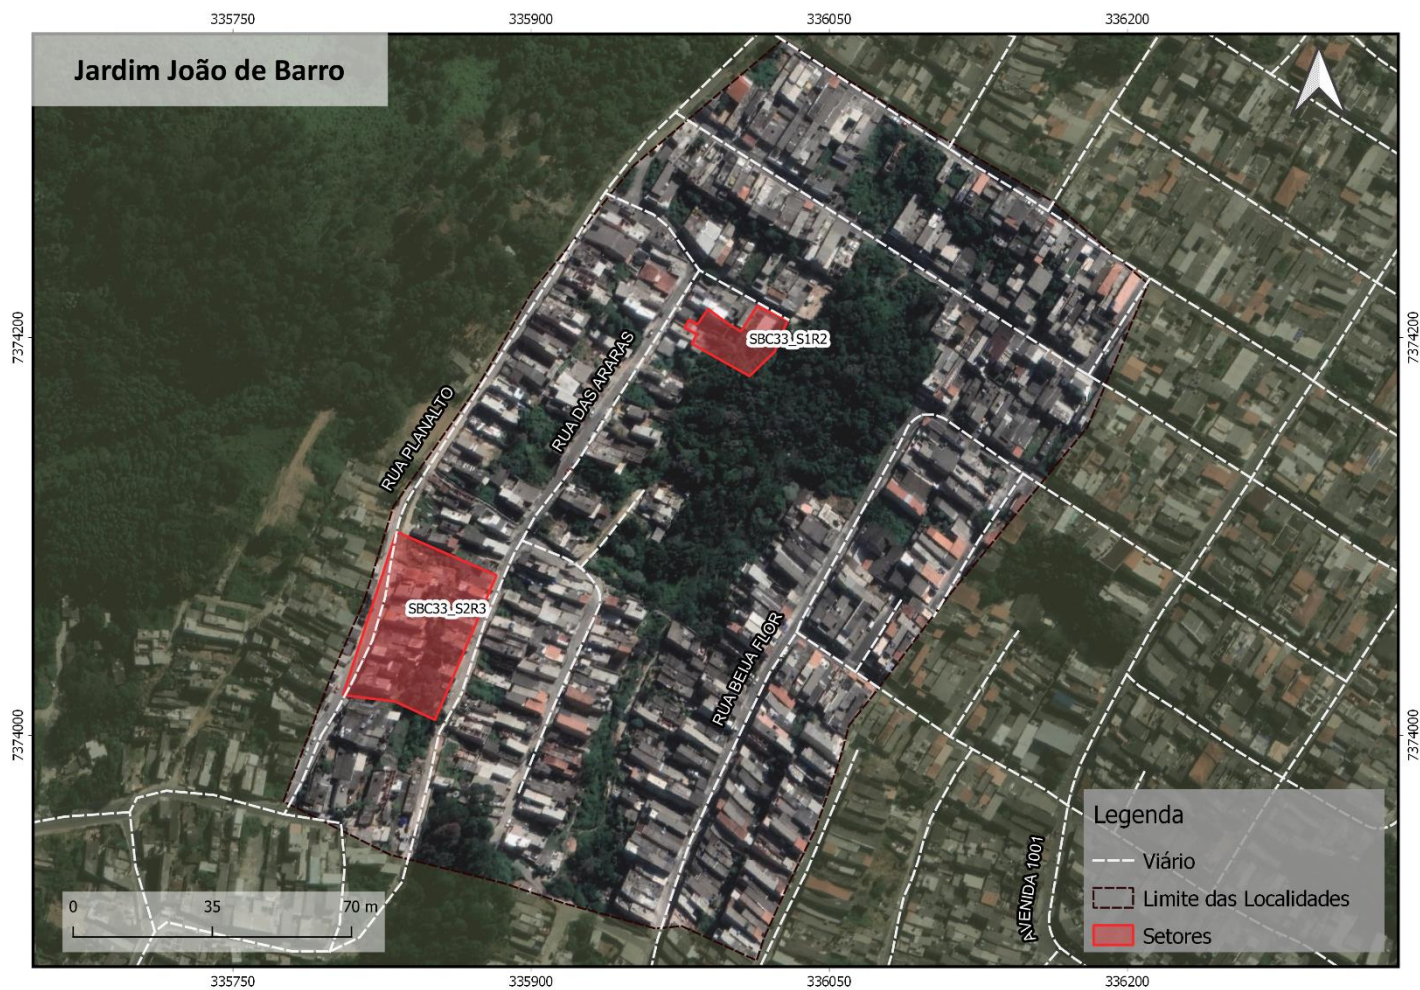 335750
335900
336050
336200
Jardim João de Barro
7374200
7374200
SBC33_S1R2
RUA DAS ARARAS
RUA PLANALTO
SBC33_S2R3
RUA BEIJA FLOR
7374000
7374000
AVENIDA 1001
Legenda
Viário
Limite das Localidades
Setores
0 35 70 m
335750
335900
336050
336200